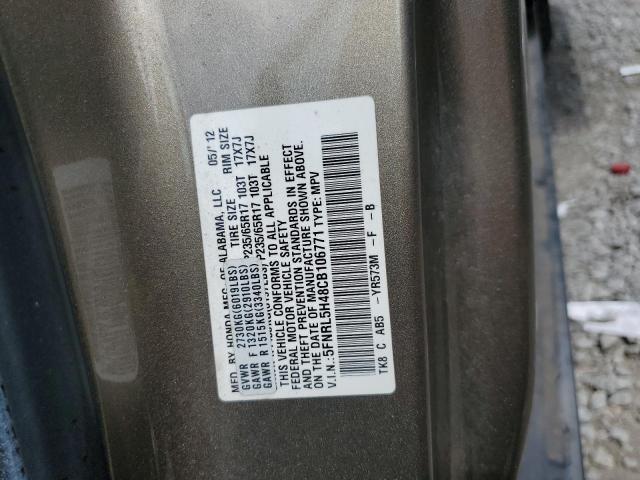 MFD. BY HONDA MFG. OF ALABAMA, LLC 05/'12
TIRE SIZE RIM SIZE
GVWR 2730KG(6019LBS)
GAWR F 1320KG(2910LBS) P235/65R17 103T 17X7J
GAWR R 1515KG(3340LBS) P235/65R17 103T 17X7J
THIS VEHICLE CONFORMS TO ALL APPLICABLE
FEDERAL MOTOR VEHICLE SAFETY
AND THEFT PREVENTION STANDARDS IN EFFECT
ON THE DATE OF MANUFACTURE SHOWN ABOVE.
V.I.N.:5FNRL5H48CB106771 TYPE: MPV
TK8 C AB5 -YR573M -F -B